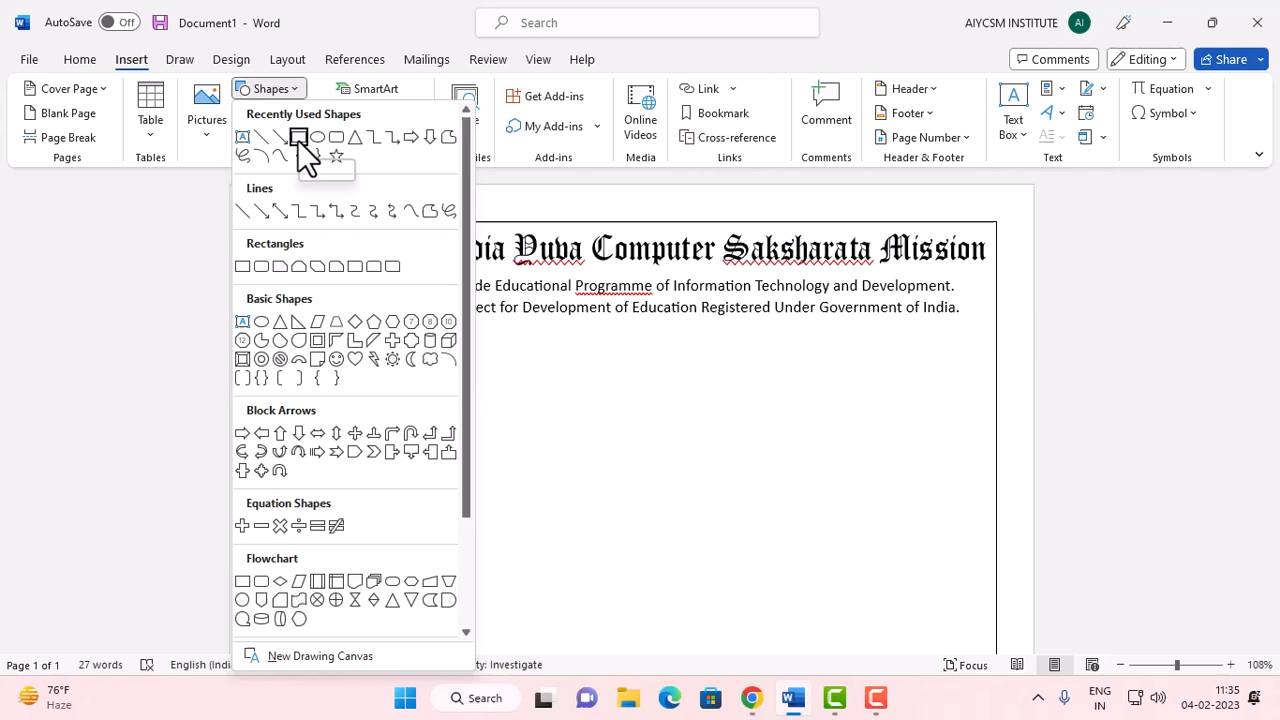 AutoSave Off Document1 - Word Search AIYCSM INSTITUTE AI
File Home Insert Draw Design Layout References Mailings Review View Help Comments Editing Share
Cover Page
Blank Page
Page Break
Pages
Table
Tables
Pictures
Shapes
SmartArt
Get Add-ins
My Add-ins
Online
Videos
Media
Link
Bookmark
Cross-reference
Links
Comment
Comments
Header
Footer
Header & Footer
Text
Box
Equation
Symbol
Symbols
Recently Used Shapes
Lines
Rectangles
Basic Shapes
Block Arrows
Equation Shapes
Flowchart
New Drawing Canvas
dia Yuva Computer Saksharata Mission
de Educational Programme of Information Technology and Development.
ect for Development of Education Registered Under Government of India.
Page 1 of 1 27 words English (Indi ty: Investigate Focus 108%
76°F
Haze
Search
ENG
IN
11:35
04-02-2023